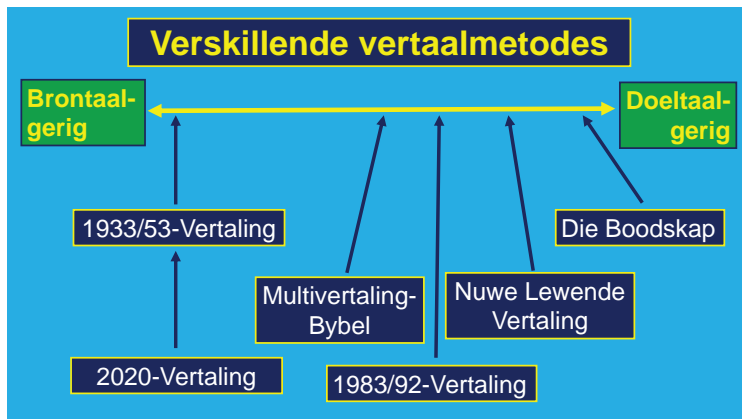 Verskillende vertaalmetodes
Brontaal-
gerig
Doeltaal-
gerig
1933/53-Vertaling
Die Boodskap
Multivertaling-
Bybel
Nuwe Lewende
Vertaling
2020-Vertaling
1983/92-Vertaling